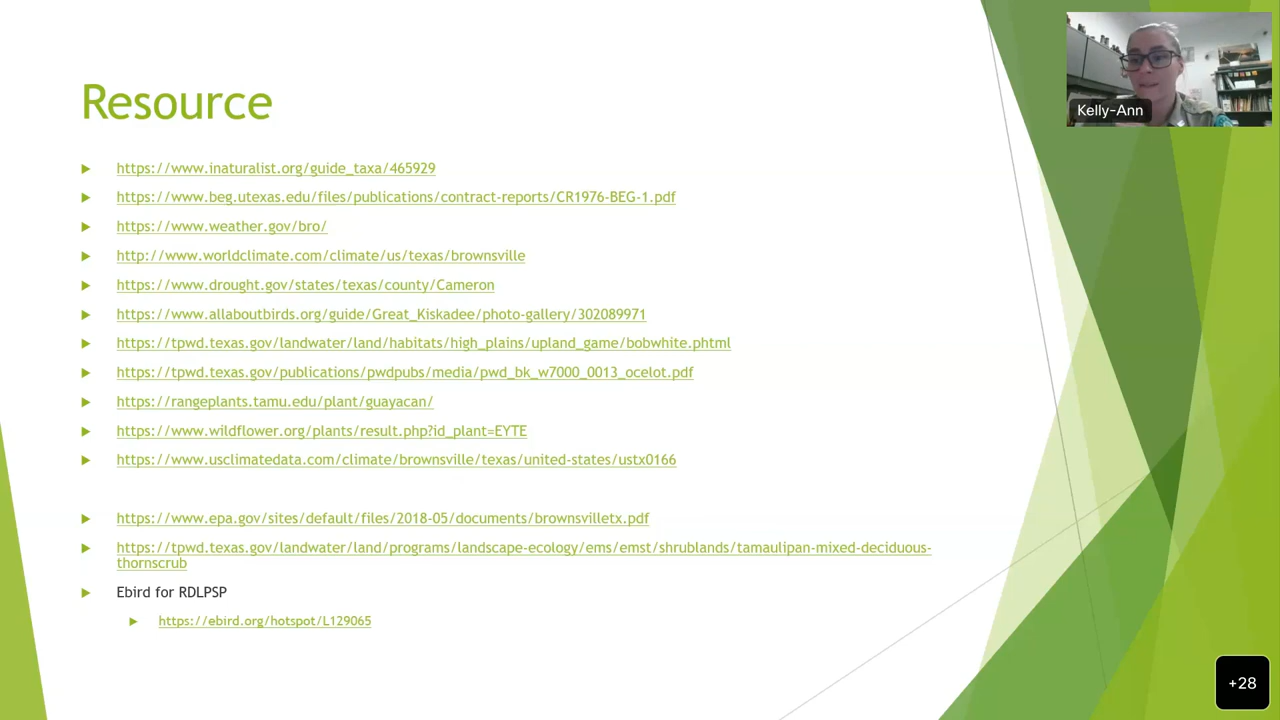 Resource
https://www.inaturalist.org/guide_taxa/465929
https://www.beg.utexas.edu/files/publications/contract-reports/CR1976-BEG-1.pdf
https://www.weather.gov/bro/
http://www.worldclimate.com/climate/us/texas/brownsville
https://www.drought.gov/states/texas/county/Cameron
https://www.allaboutbirds.org/guide/Great_Kiskadee/photo-gallery/302089971
https://tpwd.texas.gov/landwater/land/habitats/high_plains/upland_game/bobwhite.phtml
https://tpwd.texas.gov/publications/pwdpubs/media/pwd_bk_w7000_0013_ocelot.pdf
https://rangeplants.tamu.edu/plant/guayacan/
https://www.wildflower.org/plants/result.php?id_plant=EYTE
https://www.usclimatedata.com/climate/brownsville/texas/united-states/ustx0166
https://www.epa.gov/sites/default/files/2018-05/documents/brownsvilletx.pdf
https://tpwd.texas.gov/landwater/land/programs/landscape-ecology/ems/emst/shrublands/tamaulipan-mixed-deciduous-
thornscrub
Ebird for RDLPSP
https://ebird.org/hotspot/L129065
Kelly-Ann
+28